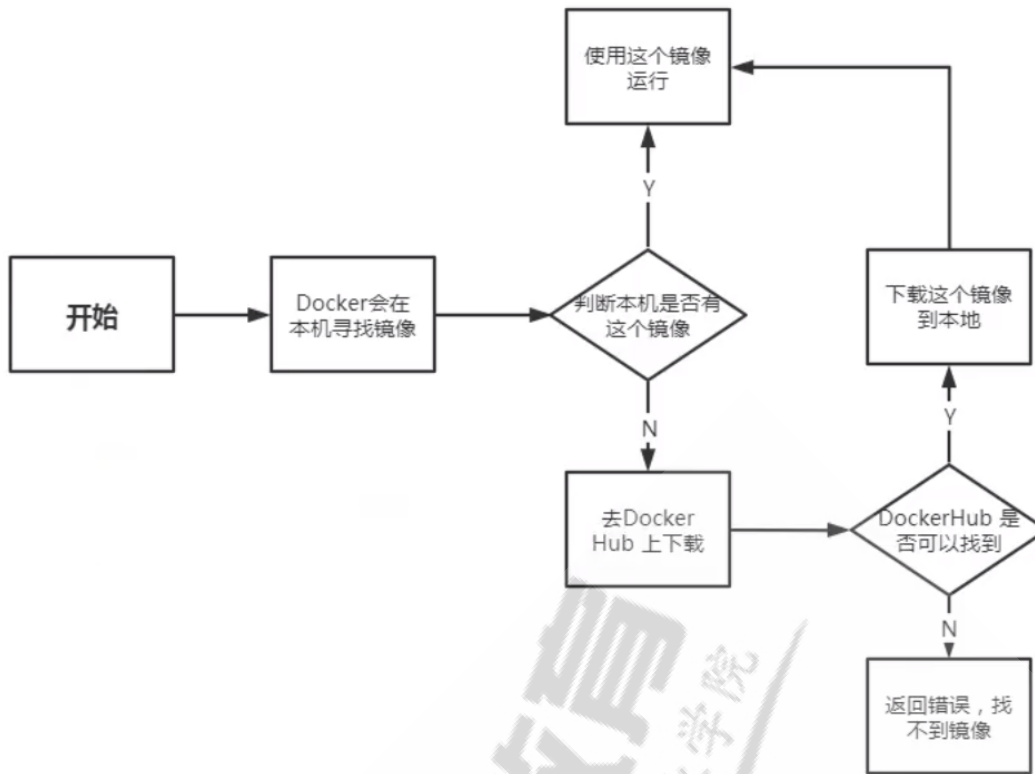 使用这个镜像
运行
Y
开始
Docker会在
本机寻找镜像
判断本机是否有
这个镜像
下载这个镜像
到本地
N
Y
去Docker
Hub 上下载
DockerHub 是
否可以找到
N
返回错误，找
不到镜像
育
学院